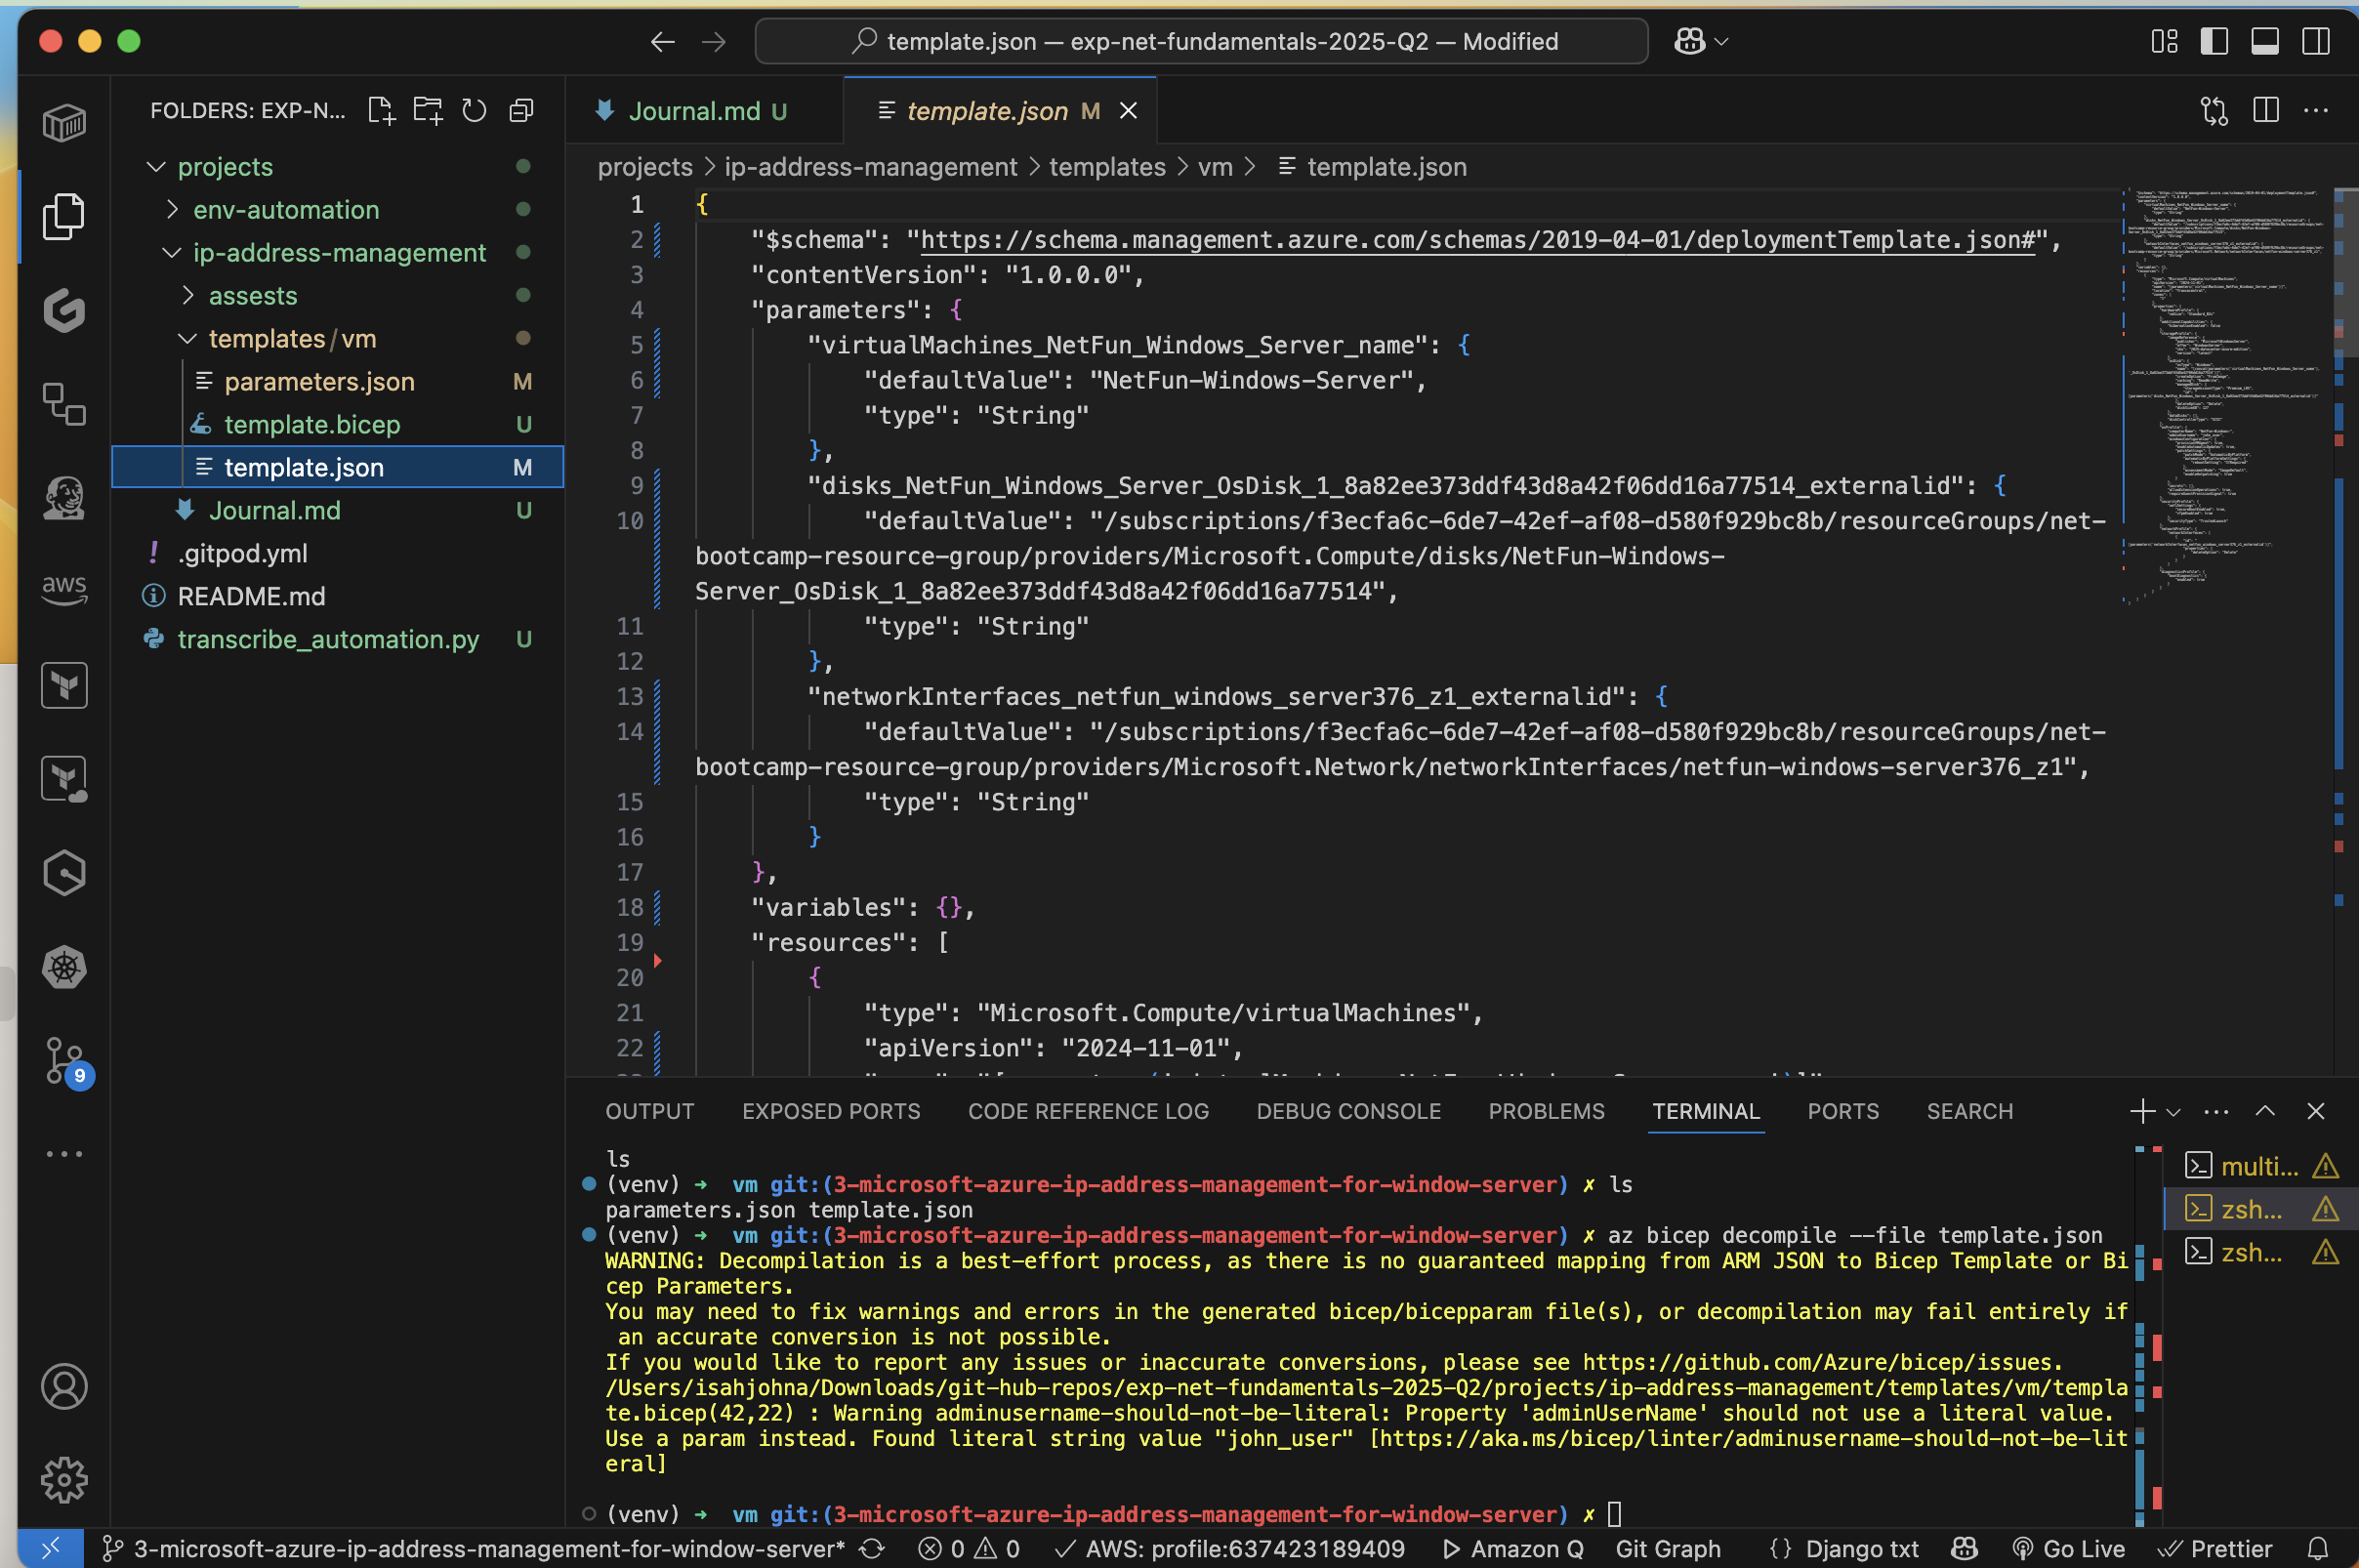 template.json — exp-net-fundamentals-2025-Q2 — Modified
FOLDERS: EXP-N...
projects
env-automation
ip-address-management
assests
templates / vm
parameters.json M
template.bicep U
template.json M
Journal.md U
.gitpod.yml
README.md
transcribe_automation.py U
aws
9
Journal.md U
template.json M
projects > ip-address-management > templates > vm > template.json
1 {
2 "$schema": "https://schema.management.azure.com/schemas/2019-04-01/deploymentTemplate.json#",
3 "contentVersion": "1.0.0.0",
4 "parameters": {
5 "virtualMachines_NetFun_Windows_Server_name": {
6 "defaultValue": "NetFun-Windows-Server",
7 "type": "String"
8 },
9 "disks_NetFun_Windows_Server_OsDisk_1_8a82ee373ddf43d8a42f06dd16a77514_externalid": {
10 "defaultValue": "/subscriptions/f3ecfa6c-6de7-42ef-af08-d580f929bc8b/resourceGroups/net-
bootcamp-resource-group/providers/Microsoft.Compute/disks/NetFun-Windows-
Server_OsDisk_1_8a82ee373ddf43d8a42f06dd16a77514",
11 "type": "String"
12 },
13 "networkInterfaces_netfun_windows_server376_z1_externalid": {
14 "defaultValue": "/subscriptions/f3ecfa6c-6de7-42ef-af08-d580f929bc8b/resourceGroups/net-
bootcamp-resource-group/providers/Microsoft.Network/networkInterfaces/netfun-windows-server376_z1",
15 "type": "String"
16 }
17 },
18 "variables": {},
19 "resources": [
20 {
21 "type": "Microsoft.Compute/virtualMachines",
22 "apiVersion": "2024-11-01",
OUTPUT EXPOSED PORTS CODE REFERENCE LOG DEBUG CONSOLE PROBLEMS TERMINAL PORTS SEARCH
ls
(venv) ➜ vm git:(3-microsoft-azure-ip-address-management-for-window-server) ✗ ls
parameters.json template.json
(venv) ➜ vm git:(3-microsoft-azure-ip-address-management-for-window-server) ✗ az bicep decompile --file template.json
WARNING: Decompilation is a best-effort process, as there is no guaranteed mapping from ARM JSON to Bicep Template or Bi
cep Parameters.
You may need to fix warnings and errors in the generated bicep/bicepparam file(s), or decompilation may fail entirely if
an accurate conversion is not possible.
If you would like to report any issues or inaccurate conversions, please see https://github.com/Azure/bicep/issues.
/Users/isahjohna/Downloads/git-hub-repos/exp-net-fundamentals-2025-Q2/projects/ip-address-management/templates/vm/templa
te.bicep(42,22) : Warning adminusername-should-not-be-literal: Property 'adminUserName' should not use a literal value.
Use a param instead. Found literal string value "john_user" [https://aka.ms/bicep/linter/adminusername-should-not-be-lit
eral]
(venv) ➜ vm git:(3-microsoft-azure-ip-address-management-for-window-server) ✗
multi...
zsh...
zsh...
3-microsoft-azure-ip-address-management-for-window-server* 0 0 AWS: profile:637423189409 Amazon Q Git Graph {} Django txt Go Live Prettier